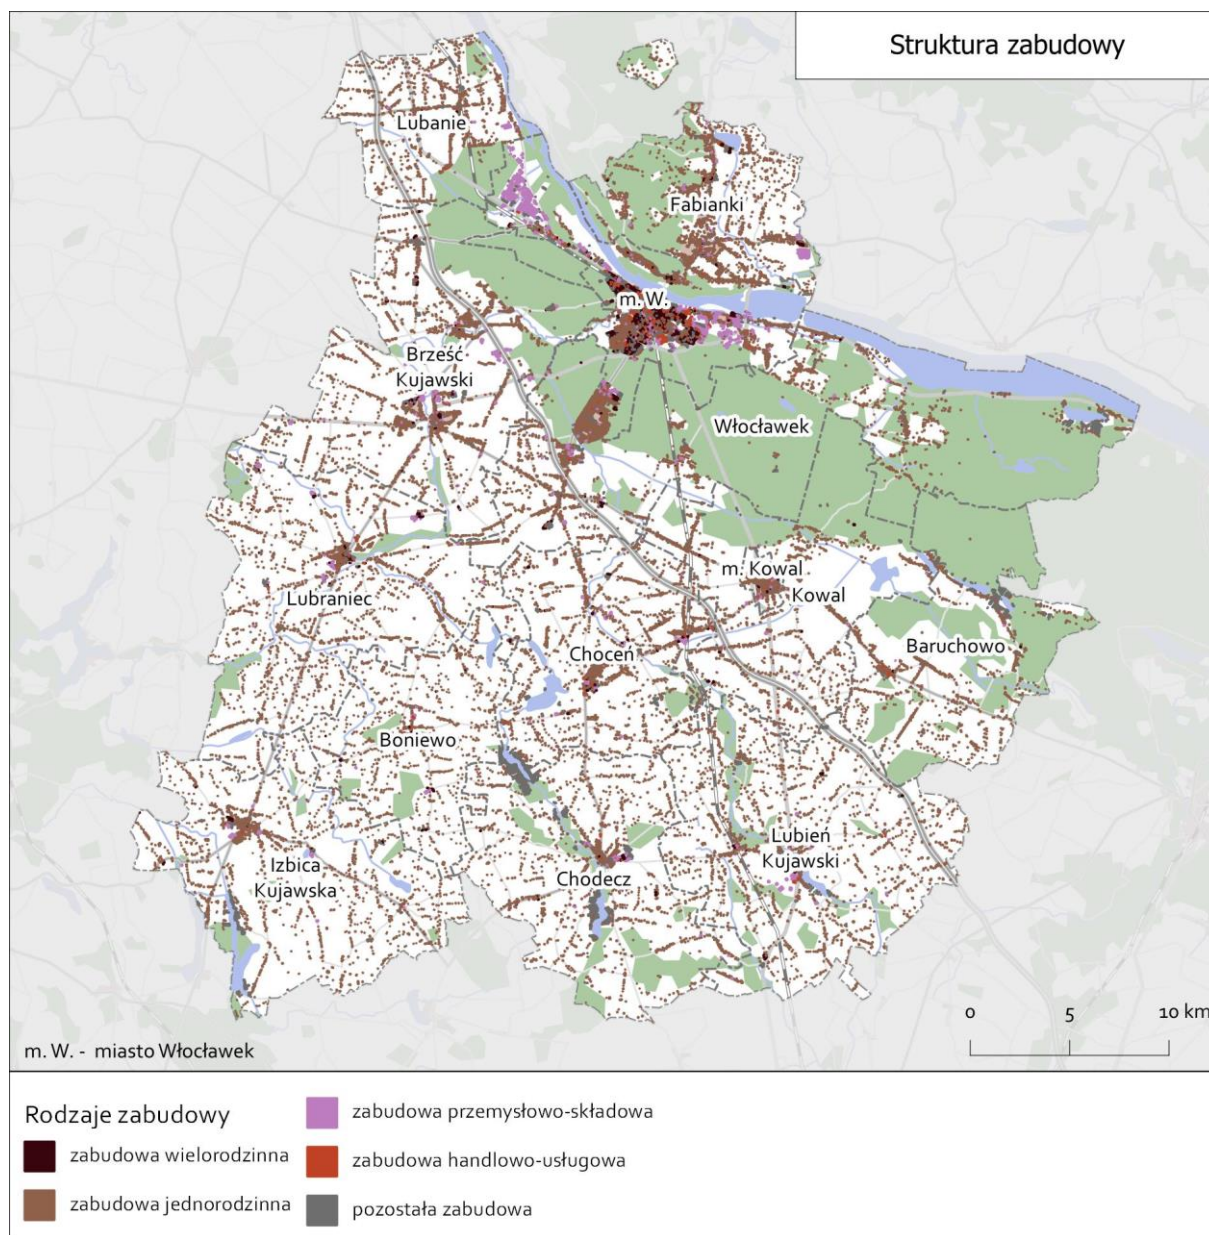 Struktura zabudowy
Lubanie
Fabianki
m. W.
Brześć
Kujawski
Włocławek
m. Kowal
Kowal
Lubraniec
Baruchowo
Choceń
Boniewo
Lubień
Kujawski
Izbica
Kujawska
Chodecz
0 5 10 km
m. W. - miasto Włocławek
Rodzaje zabudowy
zabudowa wielorodzinna
zabudowa jednorodzinna
zabudowa przemysłowo-składowa
zabudowa handlowo-usługowa
pozostała zabudowa